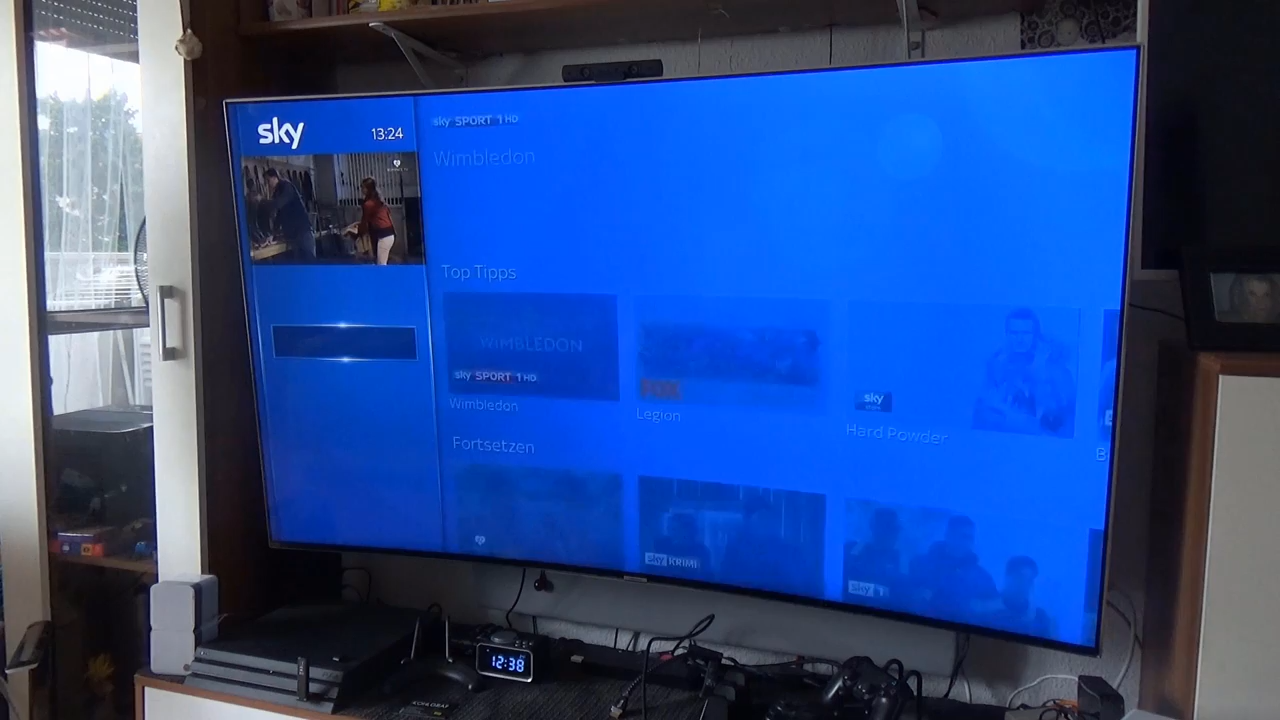 sky
13:24
sky SPORT 1 HD
Wimbledon
Top Tipps
WIMBLEDON
sky SPORT 1 HD
Wimbledon
FOX
Legion
sky
Hard Powder
B
Fortsetzen
sky KRIMI
sky 1
12:38